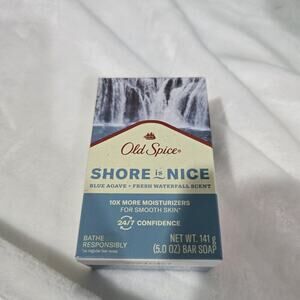 Old Spice®
SHORE is NICE
BLUE AGAVE + FRESH WATERFALL SCENT
10X MORE MOISTURIZERS
FOR SMOOTH SKIN*
24/7 CONFIDENCE
BATHE
RESPONSIBLY
NET WT. 141 g
(5.0 OZ) BAR SOAP